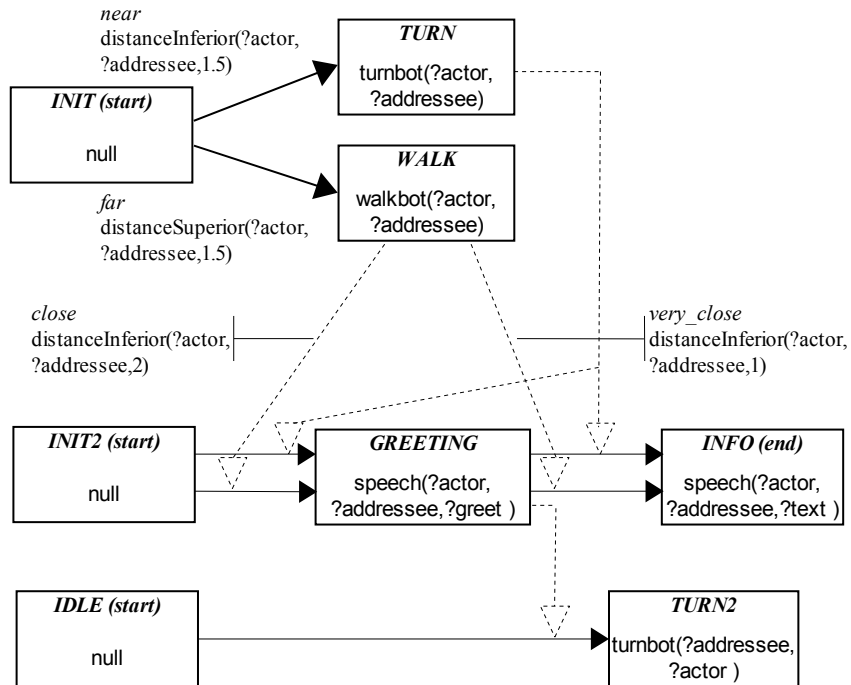 near
distanceInferior(?actor,
?addressee,1.5)
TURN
turnbot(?actor,
?addressee)
INIT (start)
null
WALK
walkbot(?actor,
?addressee)
far
distanceSuperior(?actor,
?addressee,1.5)
close
distanceInferior(?actor,
?addressee,2)
very_close
distanceInferior(?actor,
?addressee,1)
INIT2 (start)
null
GREETING
speech(?actor,
?addressee,?greet )
INFO (end)
speech(?actor,
?addressee,?text )
IDLE (start)
null
TURN2
turnbot(?addressee,
?actor )